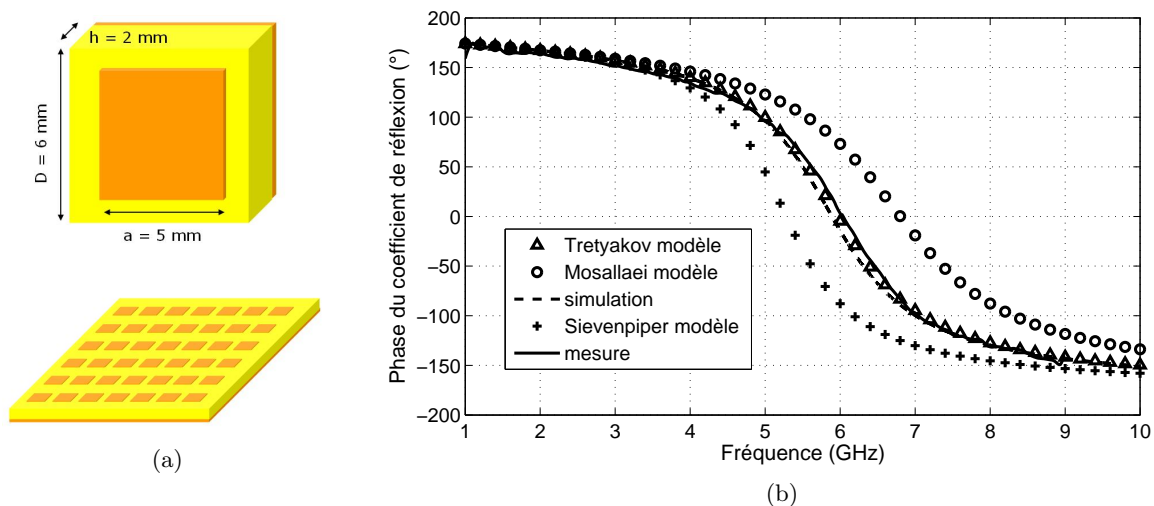 h = 2 mm
D = 6 mm
a = 5 mm
(a)
Phase du coefficient de réflexion (°)
200
150
100
50
0
−50
−100
−150
−200
Tretyakov modèle
Mosallaei modèle
simulation
Sievenpiper modèle
mesure
1 2 3 4 5 6 7 8 9 10
Fréquence (GHz)
(b)